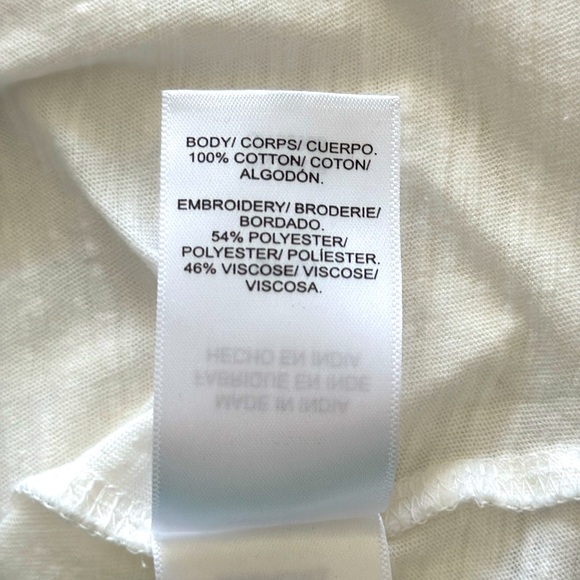 BODY/ CORPS/ CUERPO.
100% COTTON/ COTON/
ALGODÓN.
EMBROIDERY/ BRODERIE/
BORDADO.
54% POLYESTER/
POLYESTER/ POLÍESTER.
46% VISCOSE/ VISCOSE/
VISCOSA.
HECHO EN INDIA
FABRIQUE EN INDE
MADE IN INDIA